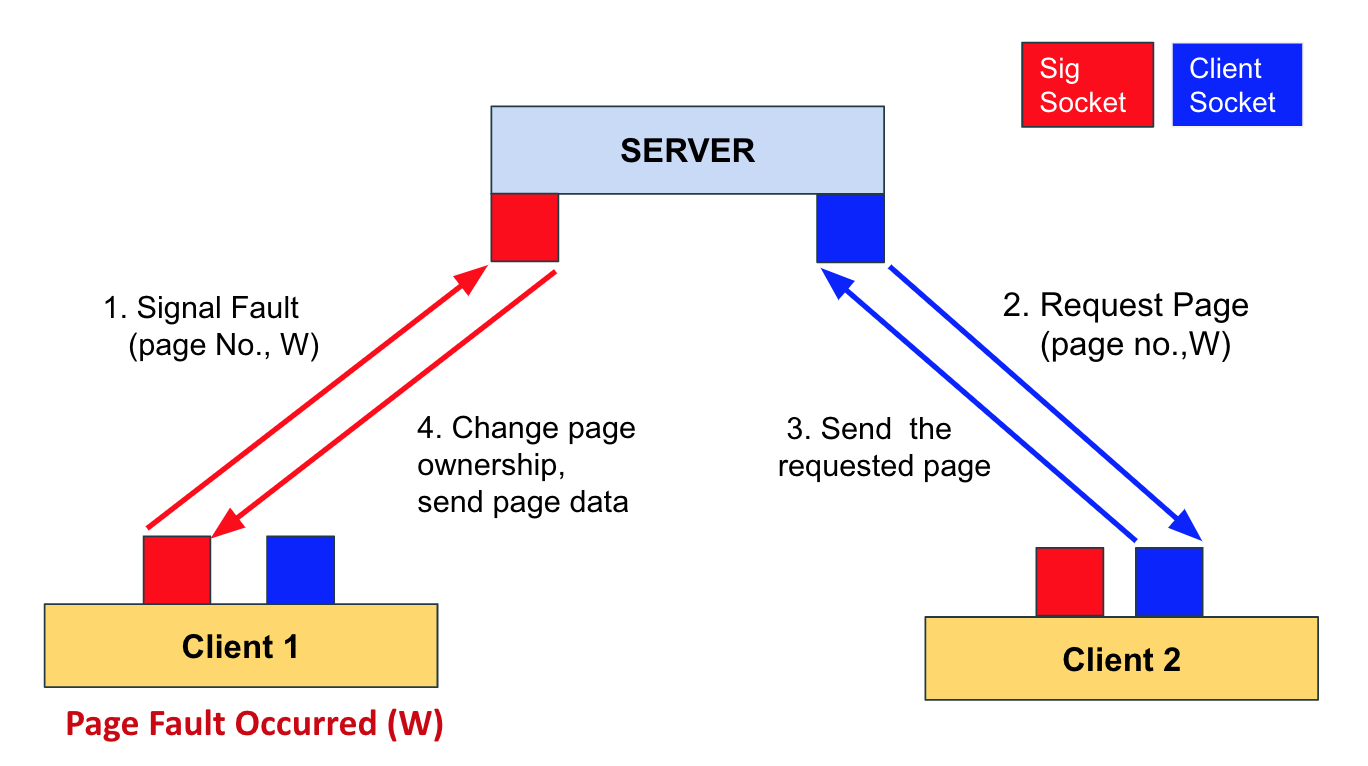 Sig
Socket
Client
Socket
SERVER
1. Signal Fault
(page No., W)
2. Request Page
(page no.,W)
4. Change page
ownership,
send page data
3. Send  the
requested page
Client 1
Client 2
Page Fault Occurred (W)